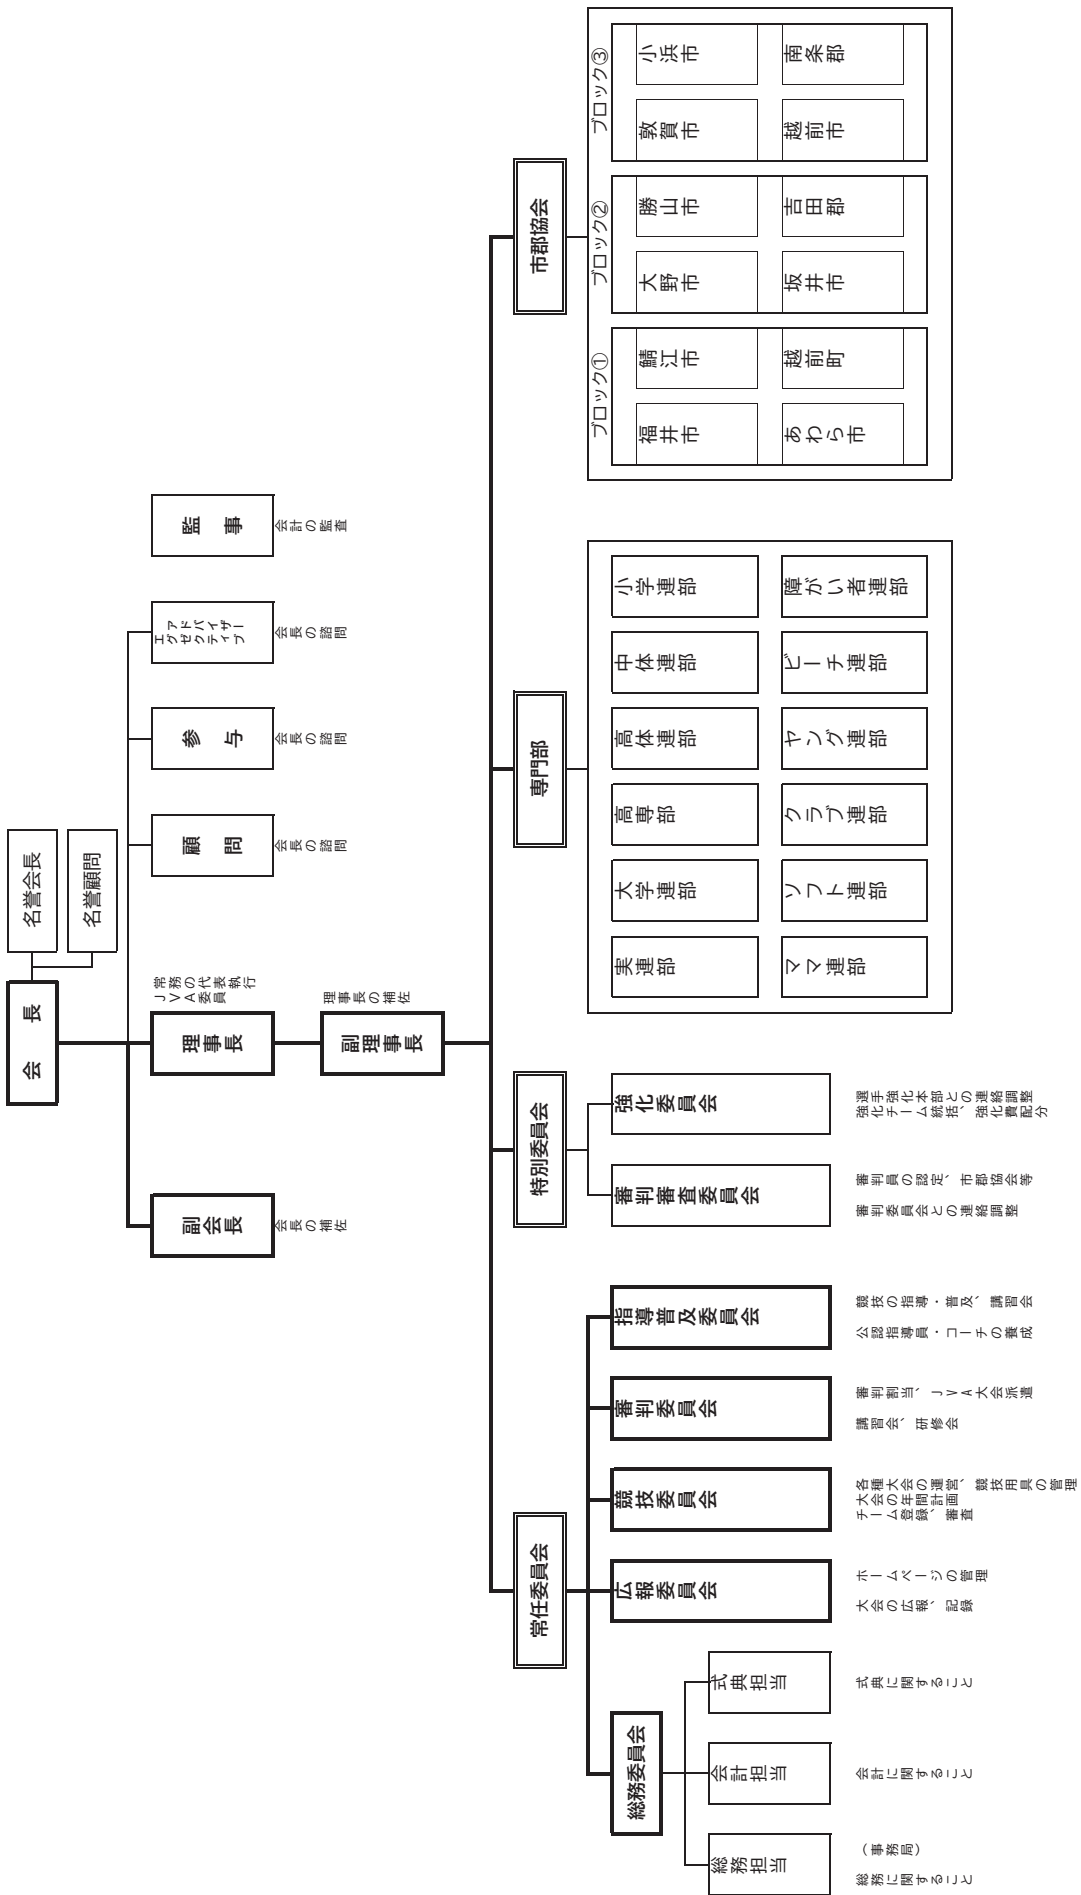 会　長
名誉会長
名誉顧問
副会長
会長の補佐
理事長
常務の代表執行
ＪＶＡ委員
顧　問
会長の諮問
参　与
会長の諮問
エグゼクティブ
アドバイザー
会長の諮問
監　事
会計の監査
副理事長
理事長の補佐
常任委員会
特別委員会
専門部
市郡協会
総務委員会
総務担当
（事務局）
総務に関すること
会計担当
会計に関すること
式典担当
式典に関すること
広報委員会
ホームページの管理
大会の広報、記録
競技委員会
各種大会の運営、競技用具の管理
大会の年間計画
チーム登録、審査
審判委員会
審判割当、ＪＶＡ大会派遣
講習会、研修会
指導普及委員会
競技の指導・普及、講習会
公認指導員・コーチの養成
審判審査委員会
審判員の認定、市郡協会等
審判委員会との連絡調整
強化委員会
選手強化本部との連絡調整
強化チーム統括、強化費配分
実連部
大学連部
高専部
高体連部
中体連部
小学連部
ママ連部
ソフト連部
クラブ連部
ヤング連部
ビーチ連部
障がい者連部
ブロック①
福井市
鯖江市
あわら市
越前町
ブロック②
大野市
勝山市
坂井市
吉田郡
ブロック③
敦賀市
小浜市
越前市
南条郡